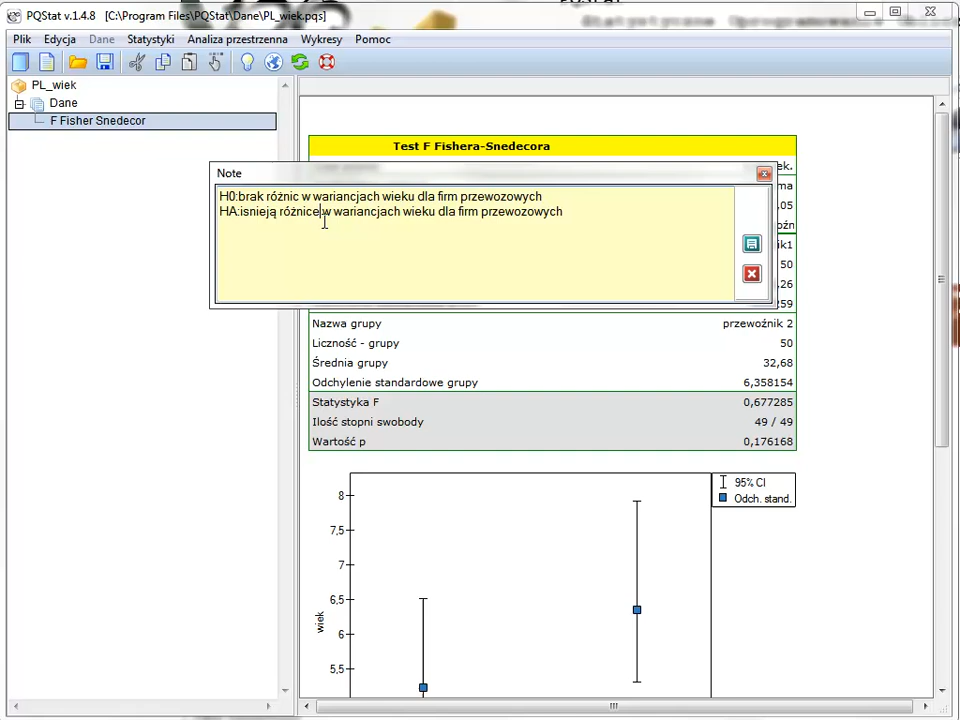 PQStat v.1.4.8 [C:\Program Files\PQStat\Dane\PL_wiek.pqs]
Plik Edycja Dane Statystyki Analiza przestrzenna Wykresy Pomoc
PL_wiek
Dane
F Fisher Snedecor
Test F Fishera-Snedecora
Note
H0:brak różnic w wariancjach wieku dla firm przewozowych
HA:isnieją różnice w wariancjach wieku dla firm przewozowych
Nazwa grupy przewoźnik 2
Liczność - grupy 50
Średnia grupy 32,68
Odchylenie standardowe grupy 6,358154
Statystyka F 0,677285
Ilość stopni swobody 49 / 49
Wartość p 0,176168
95% CI
Odch. stand.
8
7,5
7
6,5
6
5,5
wiek